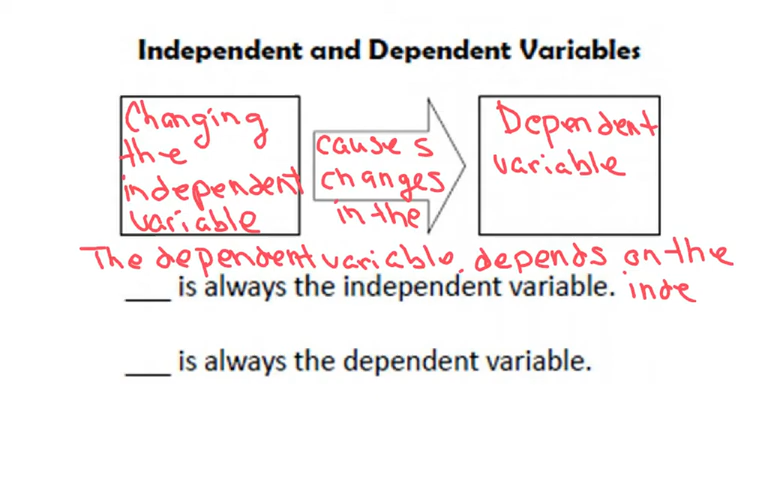 Independent and Dependent Variables
Changing
the
independent
variable
causes
changes
in the
Dependent
variable
The dependent variable depends on the
inde
___ is always the independent variable.
___ is always the dependent variable.